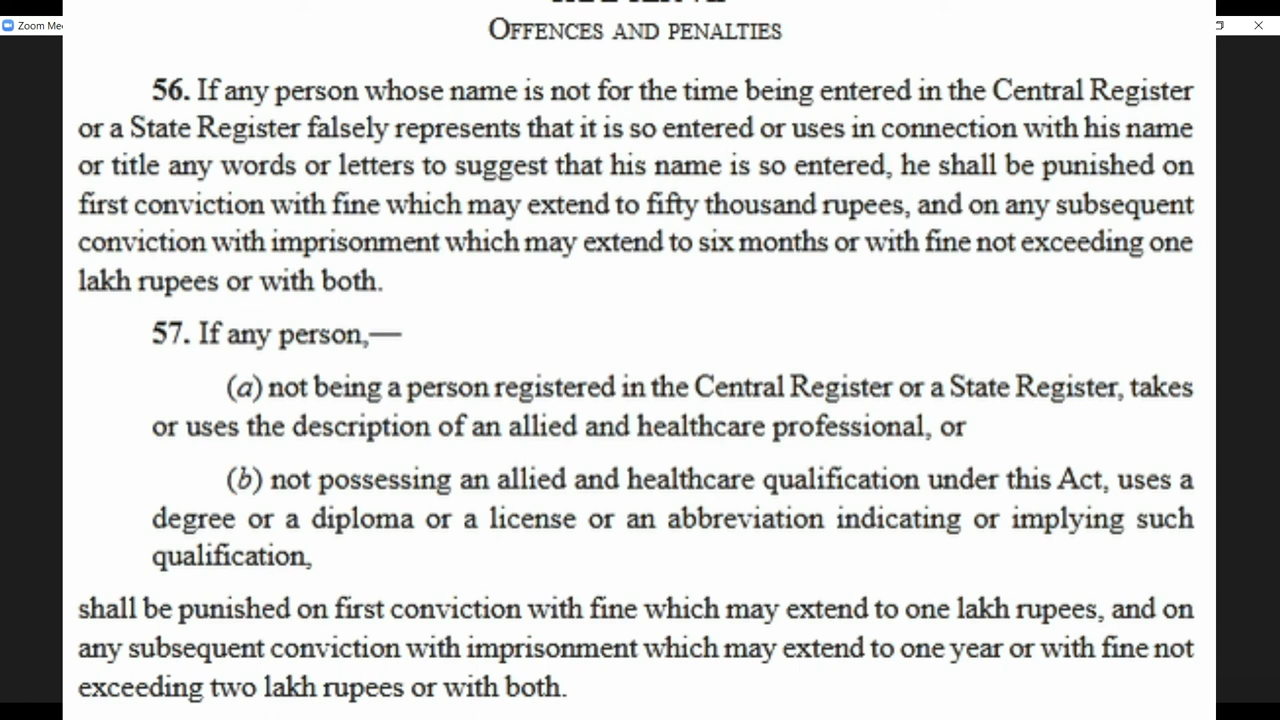 Zoom Me
OFFENCES AND PENALTIES
56. If any person whose name is not for the time being entered in the Central Register
or a State Register falsely represents that it is so entered or uses in connection with his name
or title any words or letters to suggest that his name is so entered, he shall be punished on
first conviction with fine which may extend to fifty thousand rupees, and on any subsequent
conviction with imprisonment which may extend to six months or with fine not exceeding one
lakh rupees or with both.
57. If any person,—
(a) not being a person registered in the Central Register or a State Register, takes
or uses the description of an allied and healthcare professional, or
(b) not possessing an allied and healthcare qualification under this Act, uses a
degree or a diploma or a license or an abbreviation indicating or implying such
qualification,
shall be punished on first conviction with fine which may extend to one lakh rupees, and on
any subsequent conviction with imprisonment which may extend to one year or with fine not
exceeding two lakh rupees or with both.